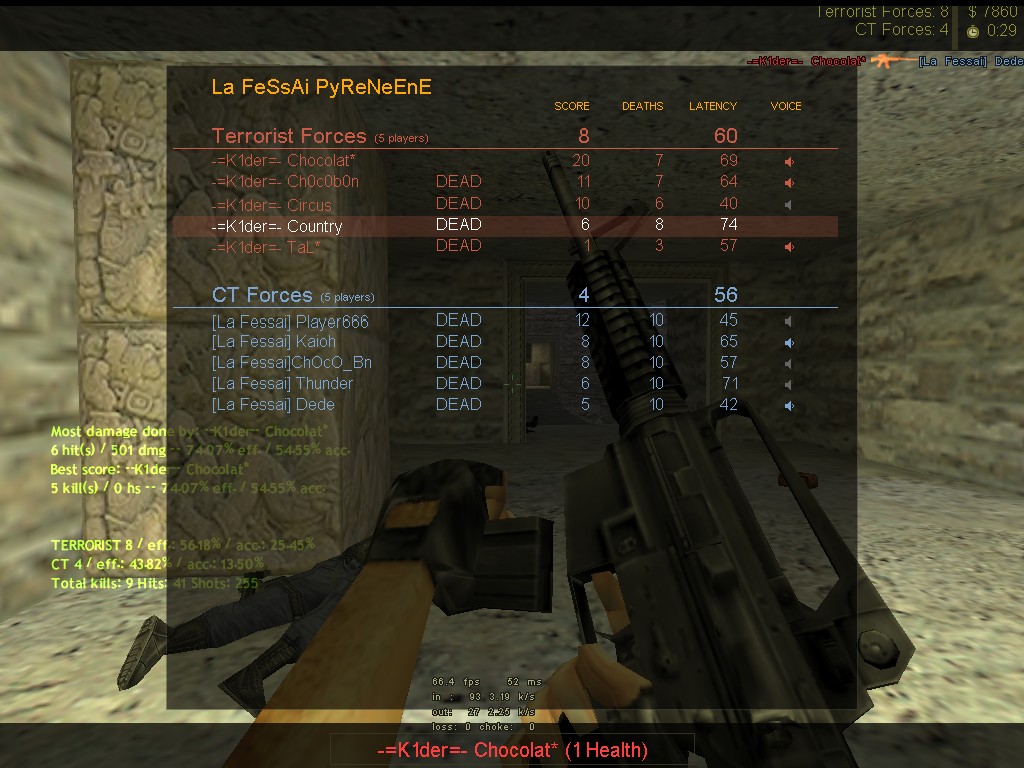 Terrorist Forces: 8 $ 7860
CT Forces: 4 0:29
-=K1der=- Chocolat* [La Fessai] Dede
La FeSsAi PyReNeEnE
SCORE DEATHS LATENCY VOICE
Terrorist Forces (5 players) 8 60
-=K1der=- Chocolat* 20 7 69
-=K1der=- Ch0c0b0n DEAD 11 7 64
-=K1der=- Circus DEAD 10 6 40
-=K1der=- Country DEAD 6 8 74
-=K1der=- TaL* DEAD 1 3 57
CT Forces (5 players) 4 56
[La Fessai] Player666 DEAD 12 10 45
[La Fessai] Kaioh DEAD 8 10 65
[La Fessai]ChOcO_Bn DEAD 8 10 57
[La Fessai] Thunder DEAD 6 10 71
[La Fessai] Dede DEAD 5 10 42
Most damage done by: -=K1der=- Chocolat*
6 hit(s) / 501 dmg -- 74.07% eff. / 54.55% acc.
Best score: -=K1der=- Chocolat*
5 kill(s) / 0 hs -- 74.07% eff. / 54.55% acc.
TERRORIST 8 / eff.: 56.18% / acc.: 25.45%
CT 4 / eff.: 43.82% / acc.: 13.50%
Total kills: 9 Hits: 41 Shots: 255
66.4 fps 52 ms
in : 93 3.19 k/s
out: 27 2.25 k/s
loss: 0 choke: 0
-=K1der=- Chocolat* (1 Health)